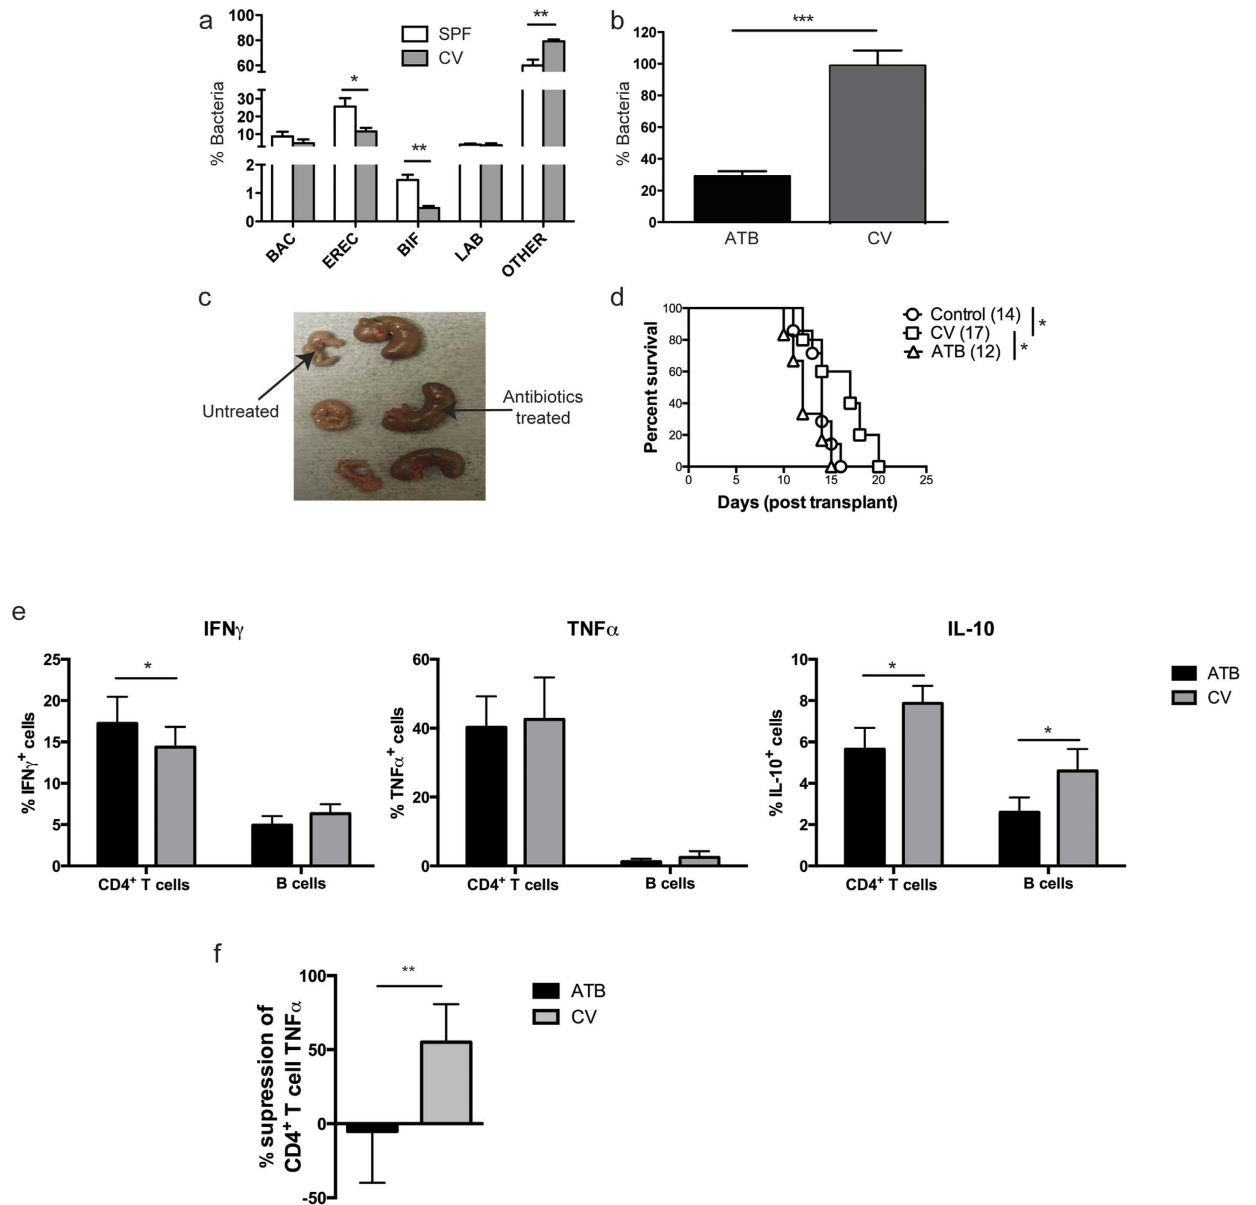 a
100
80
60
30
20
10
2
1
0
% Bacteria
SPF
CV
*
**
**
BAC
EREC
BIF
LAB
OTHER
b
120
100
80
60
40
20
0
% Bacteria
***
ATB
CV
c
Untreated
Antibiotics
treated
d
100
80
60
40
20
0
Percent survival
0
5
10
15
20
25
Days (post transplant)
Control (14)
CV (17)
ATB (12)
*
*
e
IFNγ
25
20
15
10
5
0
% IFNγ⁺ cells
*
CD4⁺ T cells
B cells
TNFα
60
40
20
0
% TNFα⁺ cells
CD4⁺ T cells
B cells
IL-10
10
8
6
4
2
0
% IL-10⁺ cells
*
*
CD4⁺ T cells
B cells
ATB
CV
f
100
50
0
-50
% supression of
CD4⁺ T cell TNFα
**
ATB
CV